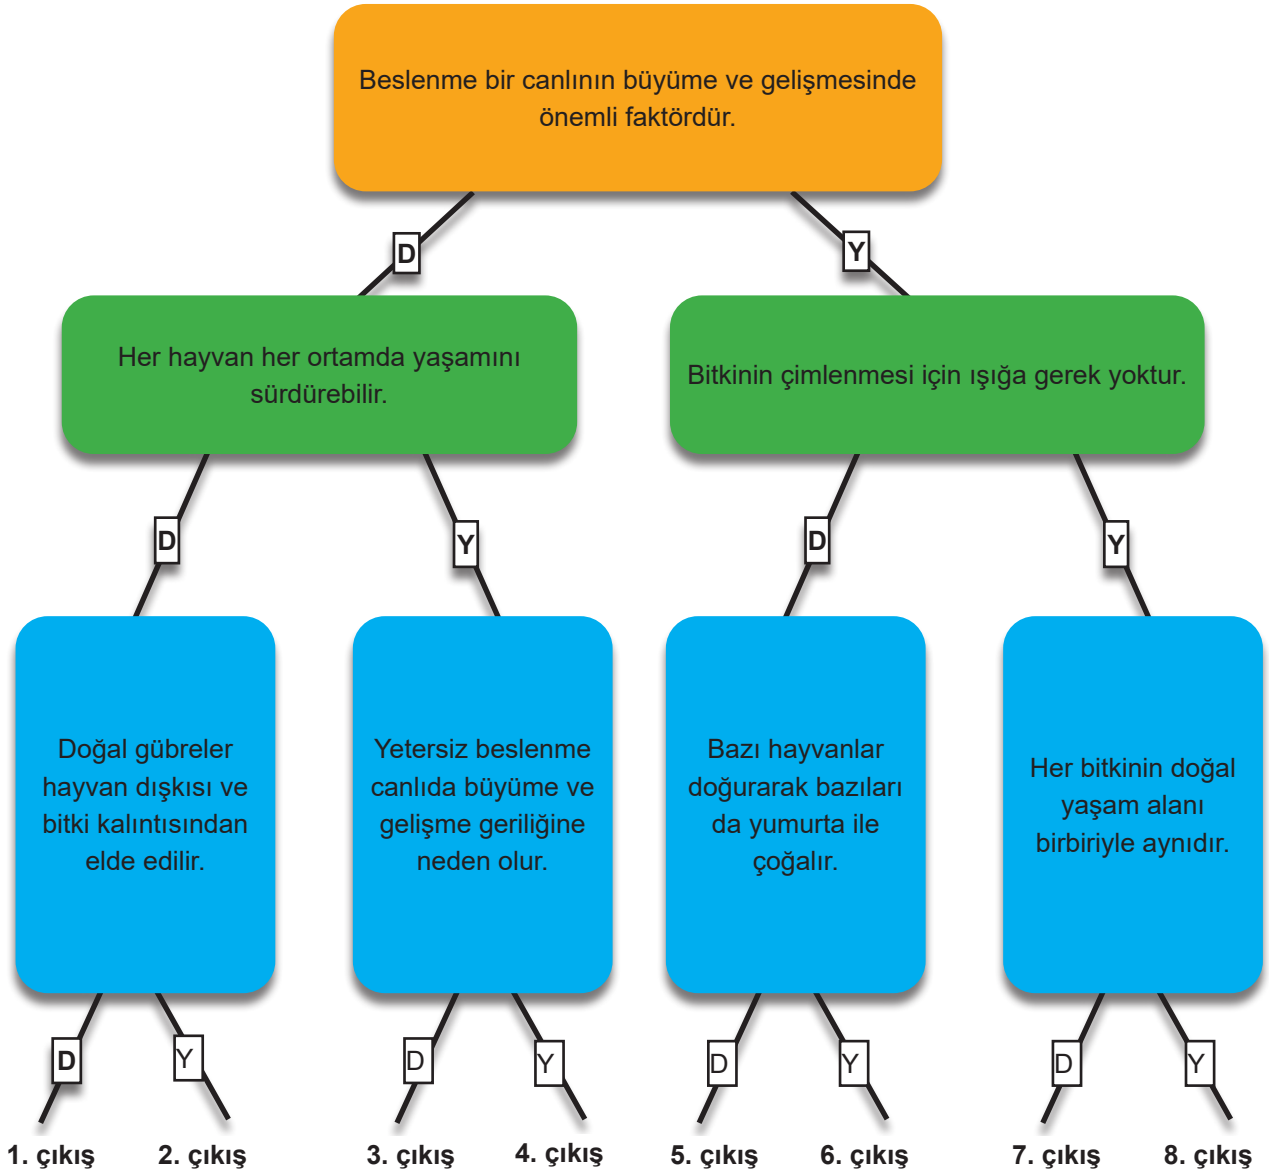 Beslenme bir canlının büyüme ve gelişmesinde
önemli faktördür.
D
Y
Her hayvan her ortamda yaşamını
sürdürebilir.
Bitkinin çimlenmesi için ışığa gerek yoktur.
D
Y
D
Y
Doğal gübreler
hayvan dışkısı ve
bitki kalıntısından
elde edilir.
Yetersiz beslenme
canlıda büyüme ve
gelişme geriliğine
neden olur.
Bazı hayvanlar
doğurarak bazıları
da yumurta ile
çoğalır.
Her bitkinin doğal
yaşam alanı
birbiriyle aynıdır.
D
Y
D
Y
D
Y
D
Y
1. çıkış
2. çıkış
3. çıkış
4. çıkış
5. çıkış
6. çıkış
7. çıkış
8. çıkış